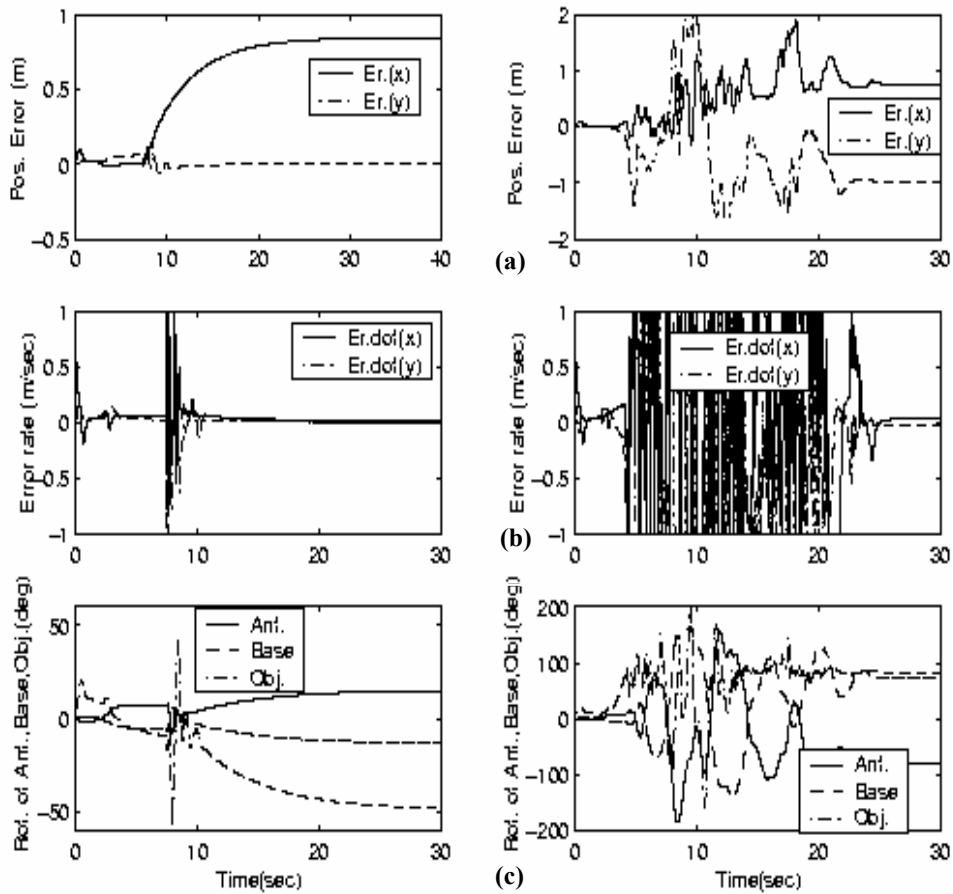 Pos. Error (m)
1
0.5
0
−0.5
0
10
20
30
40
Er.(x)
Er.(y)
Pos. Error (m)
2
1
0
−1
−2
0
10
20
30
Er.(x)
Er.(y)
(a)
Error rate (m/sec)
1
0.5
0
−0.5
−1
0
10
20
30
Er.dot(x)
Er.dot(y)
Error rate (m/sec)
1
0.5
0
−0.5
−1
0
10
20
30
Er.dot(x)
Er.dot(y)
(b)
Rot. of Ant., Base,Obj.(deg)
50
0
−50
0
10
20
30
Time(sec)
Ant.
Base
Obj.
Rot. of Ant., Base,Obj.(deg)
200
100
0
−100
−200
0
10
20
30
Time(sec)
Ant.
Base
Obj.
(c)